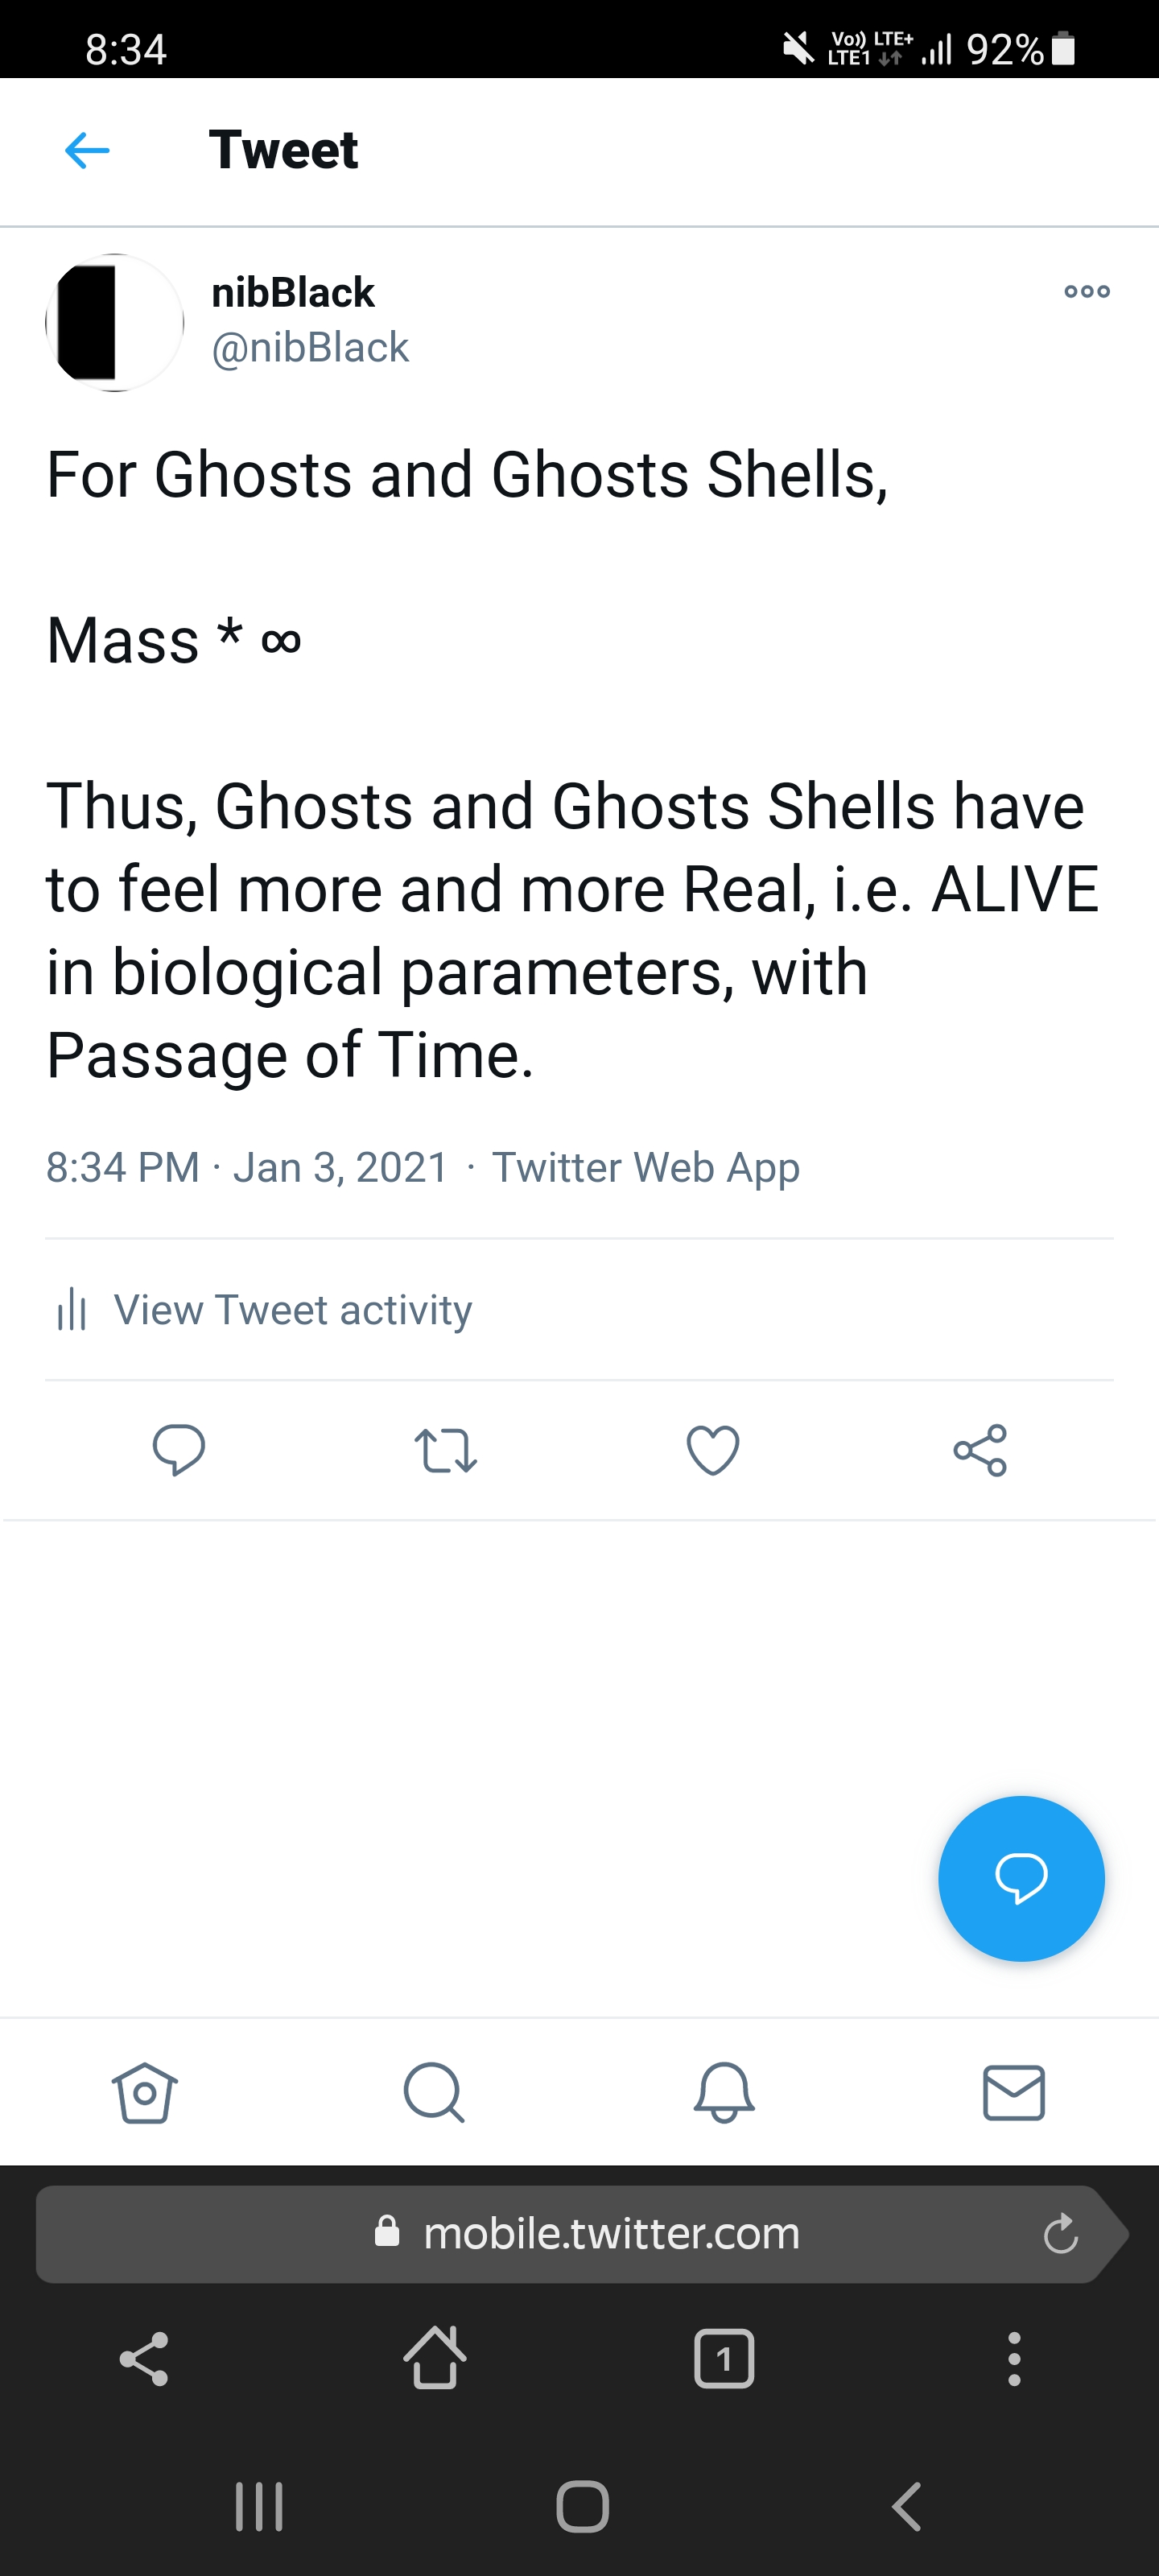 8:34
Vo)) LTE+
LTE1
92%
Tweet
nibBlack
@nibBlack
For Ghosts and Ghosts Shells,
Mass * ∞
Thus, Ghosts and Ghosts Shells have
to feel more and more Real, i.e. ALIVE
in biological parameters, with
Passage of Time.
8:34 PM · Jan 3, 2021 · Twitter Web App
View Tweet activity
mobile.twitter.com
1